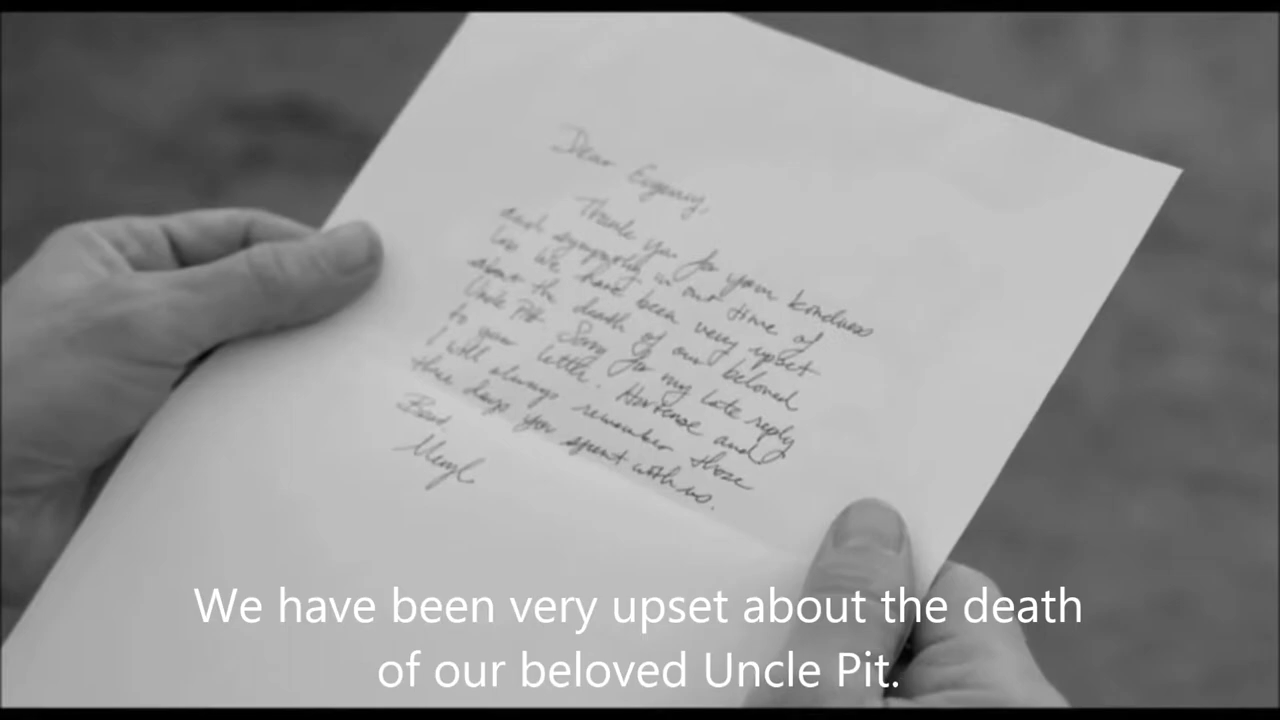 Dear Evgeniy,
Thank you for your kindness
and sympathy in our time of
loss We have been very upset
about the death of our beloved
Uncle Pit. Sorry for my late reply
to your letter. Hortense and
I will always remember those
three days you spent with us.
Best,
Meryl
We have been very upset about the death
of our beloved Uncle Pit.